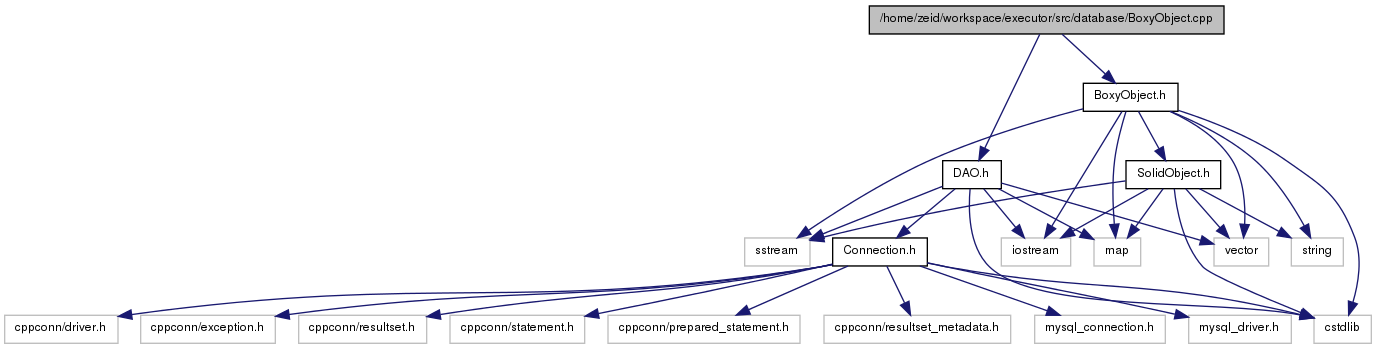 /home/zeid/workspace/executor/src/database/BoxyObject.cpp
BoxyObject.h
DAO.h
SolidObject.h
sstream
Connection.h
iostream
map
vector
string
cppconn/driver.h
cppconn/exception.h
cppconn/resultset.h
cppconn/statement.h
cppconn/prepared_statement.h
cppconn/resultset_metadata.h
mysql_connection.h
mysql_driver.h
cstdlib